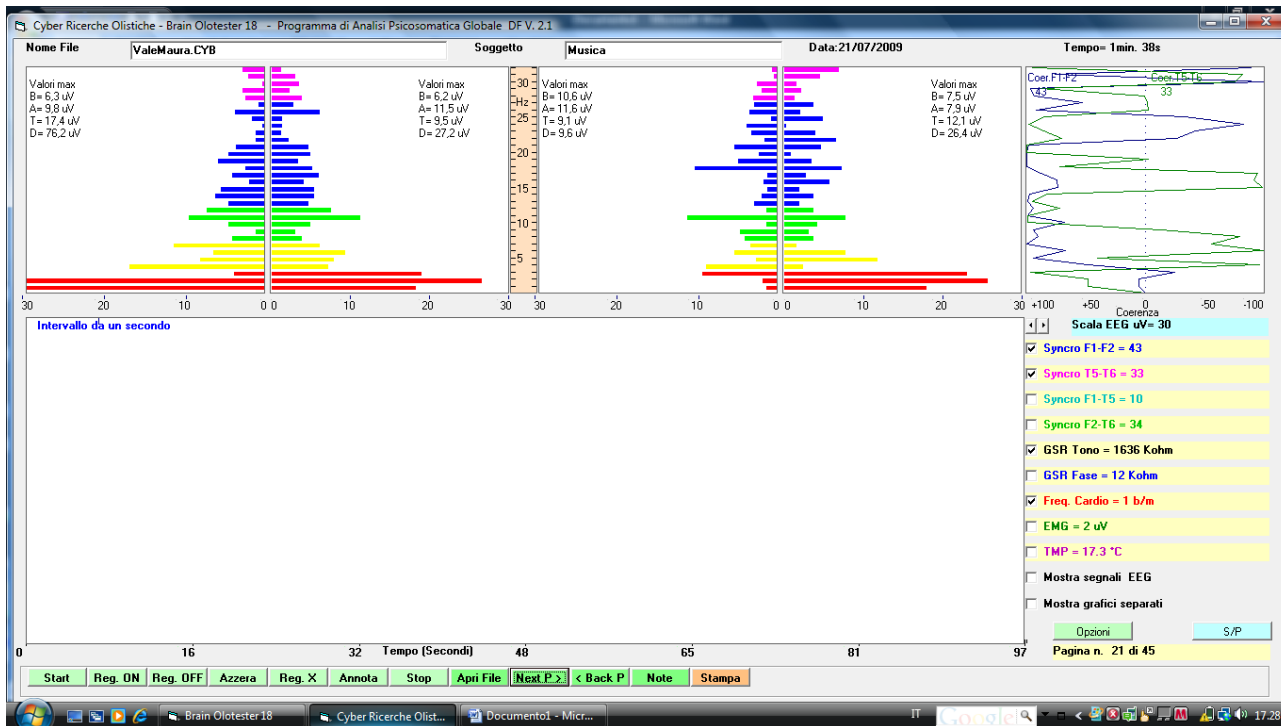 Cyber Ricerche Olistiche - Brain Olotester 18 - Programma di Analisi Psicosomatica Globale DF V. 2.1
Nome File ValeMaura.CYB Soggetto Musica Data:21/07/2009 Tempo= 1min. 38s
Valori max
B= 6,3 uV
A= 9,8 uV
T= 17,4 uV
D= 76,2 uV
Valori max
B= 6,2 uV
A= 11,5 uV
T= 9,5 uV
D= 27,2 uV
30
Hz
25
20
15
10
5
Valori max
B= 10,6 uV
A= 11,6 uV
T= 9,1 uV
D= 9,6 uV
Valori max
B= 7,5 uV
A= 7,9 uV
T= 12,1 uV
D= 26,4 uV
Coer.F1-F2
43
Coer.T5-T6
33
30 20 10 0 0 10 20 30 30 20 10 0 0 10 20 30 +100 +50 0 -50 -100
Coerenza
Intervallo da un secondo
Scala EEG uV= 30
Syncro F1-F2 = 43
Syncro T5-T6 = 33
Syncro F1-T5 = 10
Syncro F2-T6 = 34
GSR Tono = 1636 Kohm
GSR Fase = 12 Kohm
Freq. Cardio = 1 b/m
EMG = 2 uV
TMP = 17.3 °C
Mostra segnali EEG
Mostra grafici separati
Opzioni S/P
Pagina n. 21 di 45
0 16 32 Tempo (Secondi) 48 65 81 97
Start Reg. ON Reg. OFF Azzera Reg. X Annota Stop Apri File Next P > < Back P Note Stampa
Brain Olotester 18 Cyber Ricerche Olist... Documento1 - Micr... IT Google